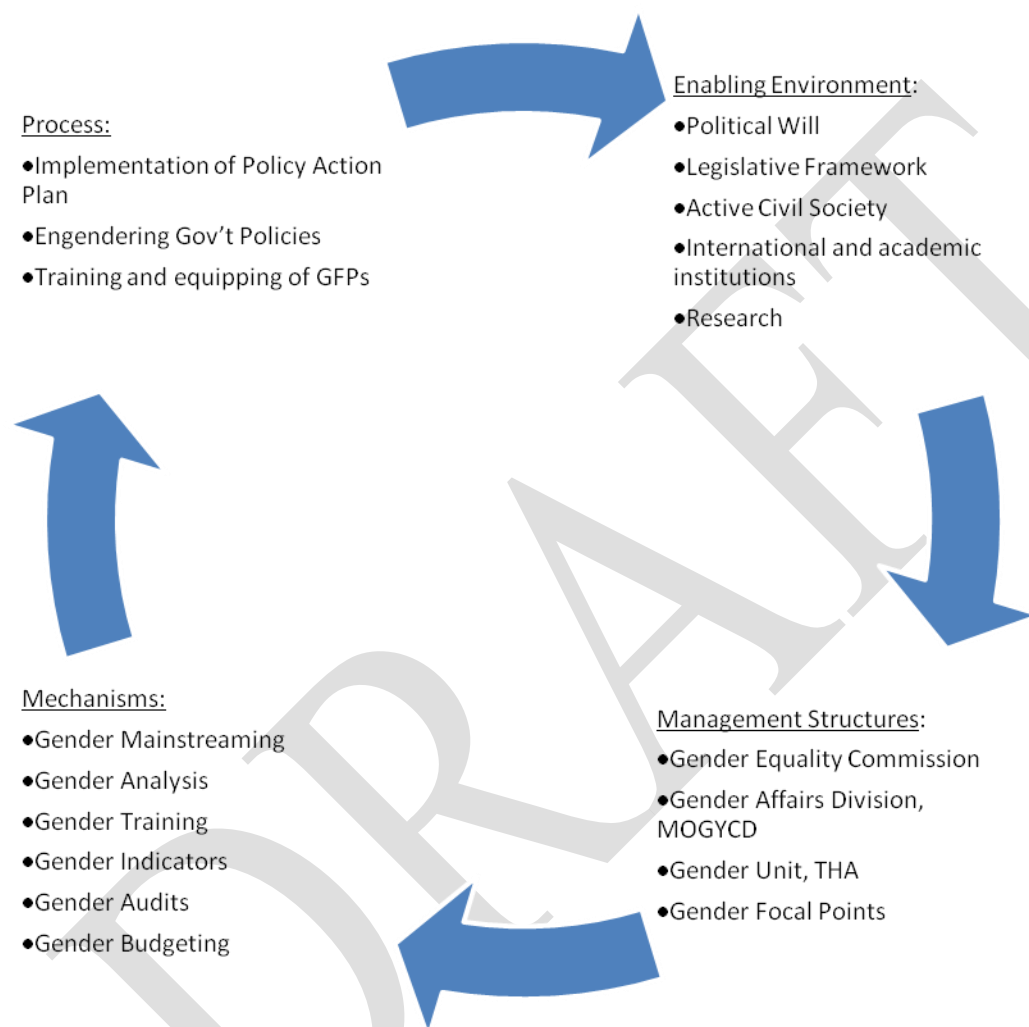 Process:
●Implementation of Policy Action
Plan
●Engendering Gov’t Policies
●Training and equipping of GFPs
Enabling Environment:
●Political Will
●Legislative Framework
●Active Civil Society
●International and academic
institutions
●Research
Management Structures:
●Gender Equality Commission
●Gender Affairs Division,
MOGYCD
●Gender Unit, THA
●Gender Focal Points
Mechanisms:
●Gender Mainstreaming
●Gender Analysis
●Gender Training
●Gender Indicators
●Gender Audits
●Gender Budgeting
DRAFT